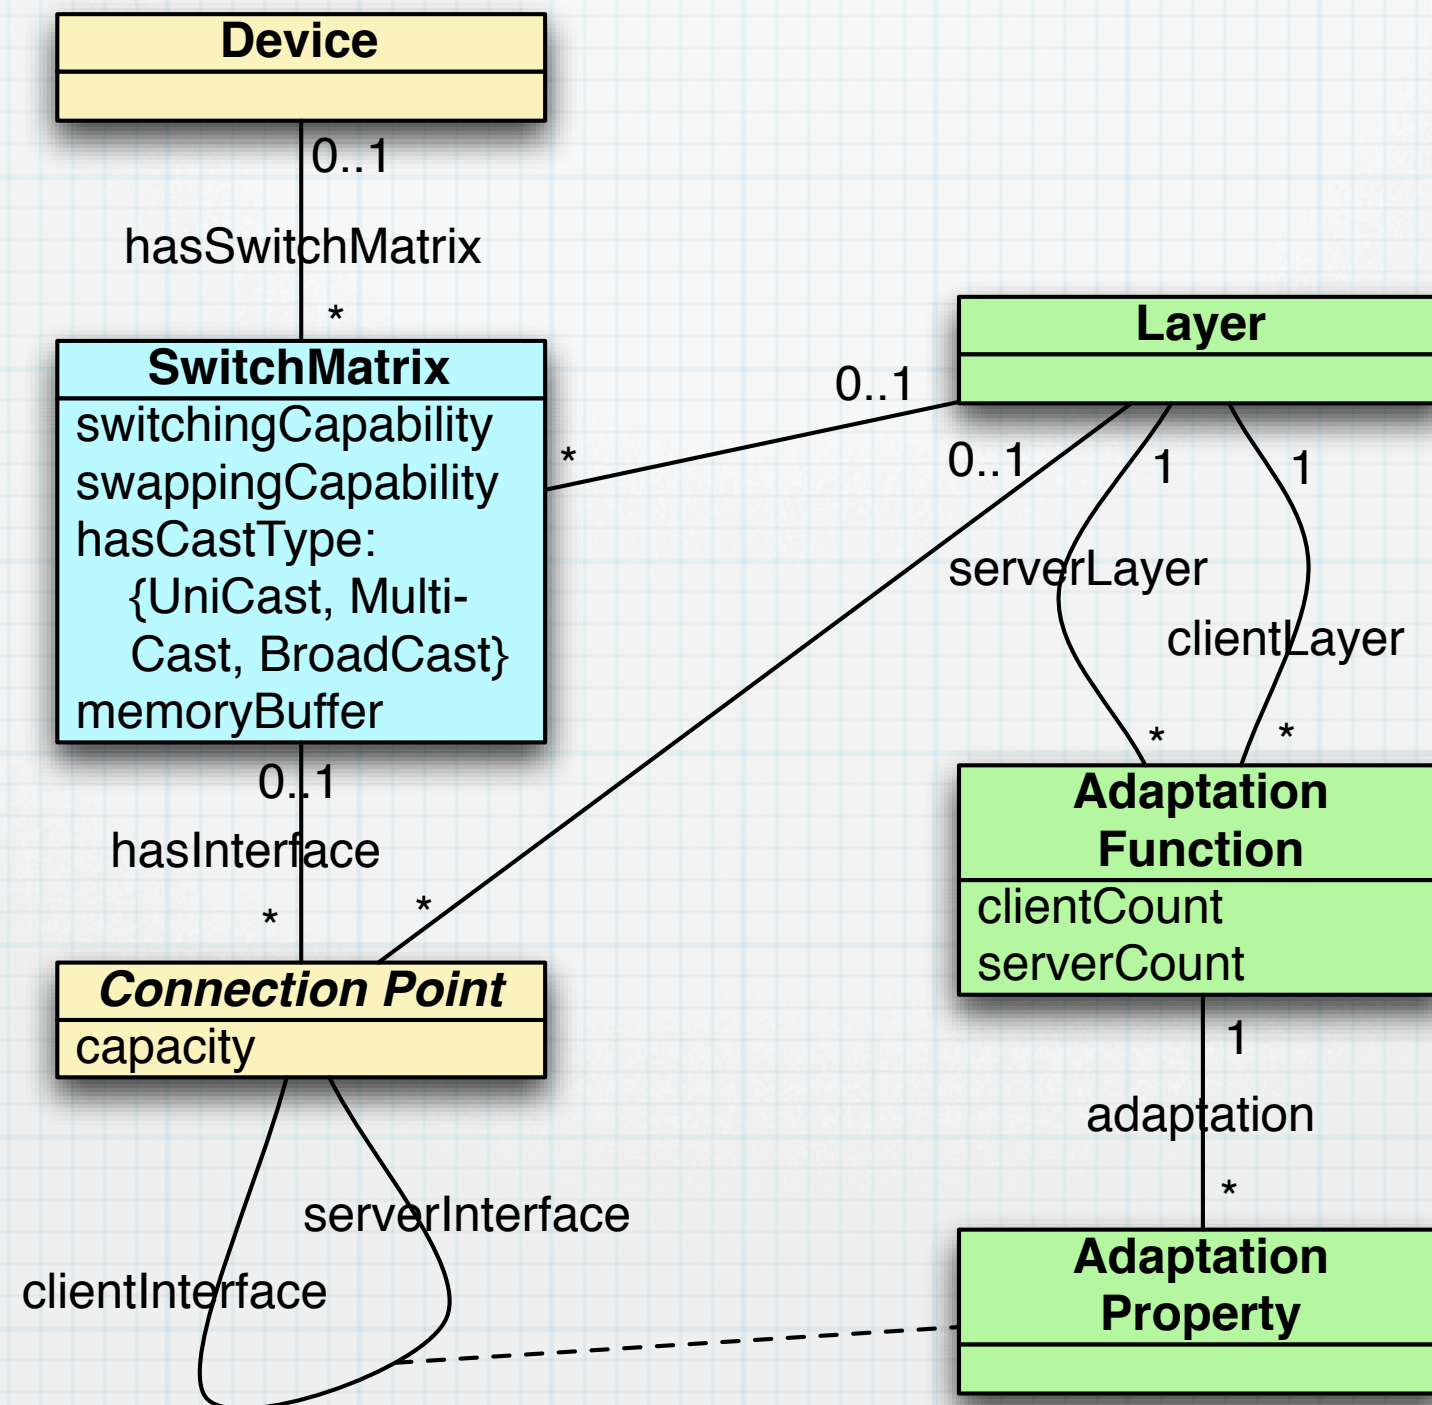 Device
0..1
hasSwitchMatrix
*
SwitchMatrix
switchingCapability
swappingCapability
hasCastType:
{UniCast, Multi-
Cast, BroadCast}
memoryBuffer
0..1
hasInterface
*
*
Connection Point
capacity
serverInterface
clientInterface
Layer
0..1
*
0..1
1
1
serverLayer
clientLayer
*
*
Adaptation
Function
clientCount
serverCount
1
adaptation
*
Adaptation
Property